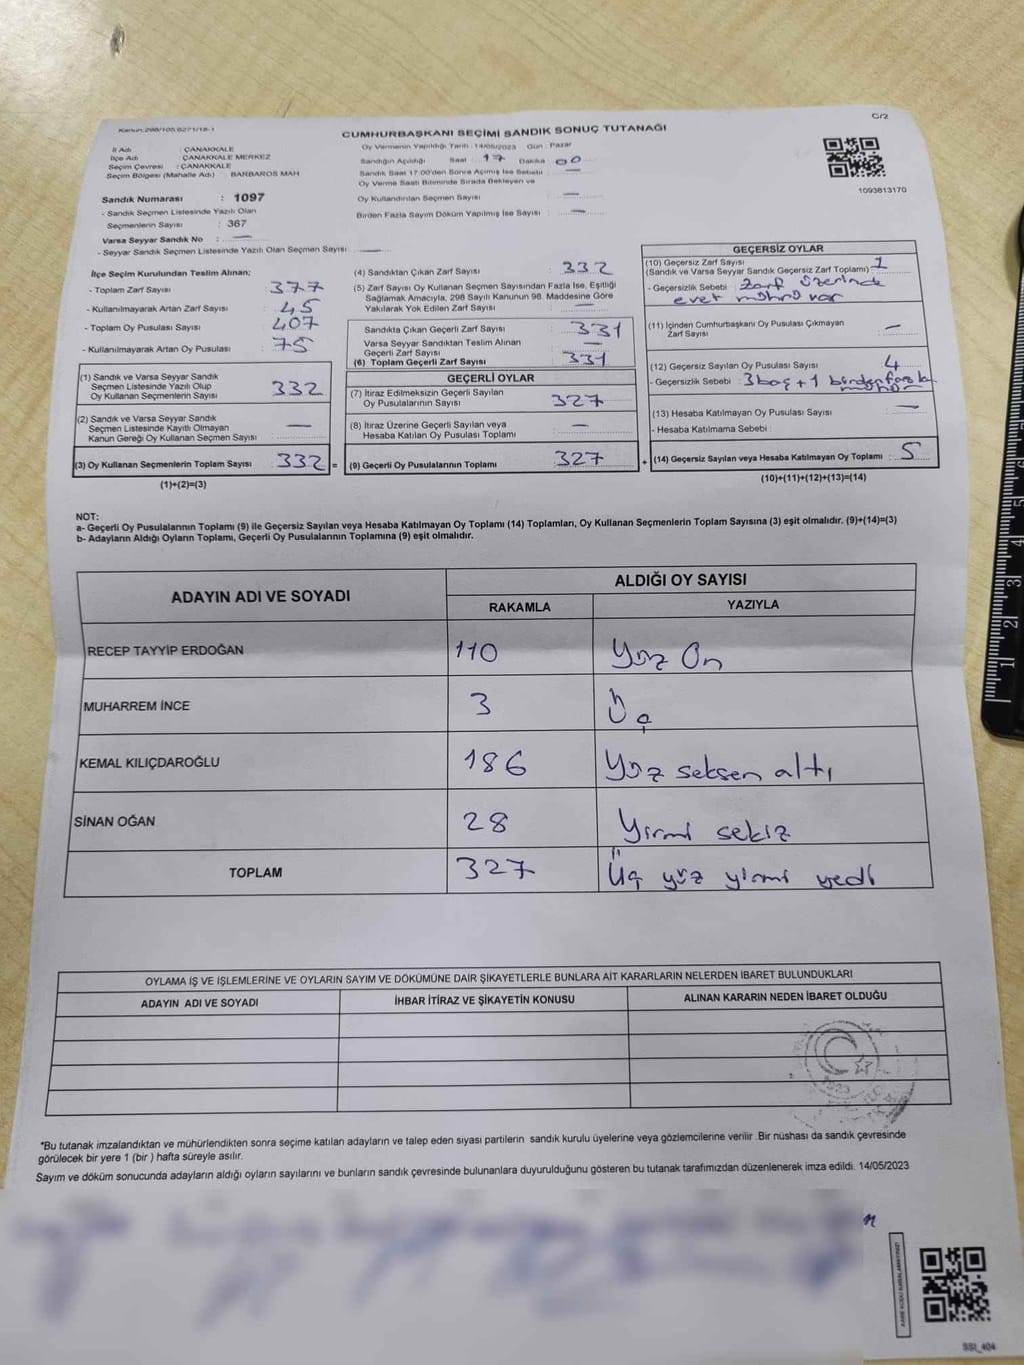 Kanun:298/105,6271/18-1
C/2
CUMHURBAŞKANI SEÇİMİ SANDIK SONUÇ TUTANAĞI
İl Adı : ÇANAKKALE
İlçe Adı : ÇANAKKALE MERKEZ
Seçim Çevresi : ÇANAKKALE
Seçim Bölgesi (Mahalle Adı) : BARBAROS MAH
Sandık Numarası : 1097
- Sandık Seçmen Listesinde Yazılı Olan
Seçmenlerin Sayısı : 367
Varsa Seyyar Sandık No : —
- Seyyar Sandık Seçmen Listesinde Yazılı Olan Seçmen Sayısı : —
Oy Vermenin Yapıldığı Tarih : 14/05/2023 Gün : Pazar
Sandığın Açıldığı Saat 17 Dakika 00
Sandık Saat 17:00'den Sonra Açılmış İse Sebebi : —
Oy Verme Saati Bitiminde Sırada Bekleyen ve
Oy Kullandırılan Seçmen Sayısı : —
Birden Fazla Sayım Döküm Yapılmış İse Sayısı : —
1093813170
İlçe Seçim Kurulundan Teslim Alınan;
- Toplam Zarf Sayısı : 377
- Kullanılmayarak Artan Zarf Sayısı : 45
- Toplam Oy Pusulası Sayısı : 407
- Kullanılmayarak Artan Oy Pusulası : 75
(1) Sandık ve Varsa Seyyar Sandık
Seçmen Listesinde Yazılı Olup
Oy Kullanan Seçmenlerin Sayısı : 332
(2) Sandık ve Varsa Seyyar Sandık
Seçmen Listesinde Kayıtlı Olmayan
Kanun Gereği Oy Kullanan Seçmen Sayısı : —
(3) Oy Kullanan Seçmenlerin Toplam Sayısı : 332 =
(1)+(2)=(3)
(4) Sandıktan Çıkan Zarf Sayısı : 332
(5) Zarf Sayısı Oy Kullanan Seçmen Sayısından Fazla İse, Eşitliği
Sağlamak Amacıyla, 298 Sayılı Kanunun 98. Maddesine Göre
Yakılarak Yok Edilen Zarf Sayısı : —
Sandıkta Çıkan Geçerli Zarf Sayısı : 331
Varsa Seyyar Sandıktan Teslim Alınan
Geçerli Zarf Sayısı : —
(6) Toplam Geçerli Zarf Sayısı : 331
GEÇERLİ OYLAR
(7) İtiraz Edilmeksizin Geçerli Sayılan
Oy Pusulalarının Sayısı : 327
(8) İtiraz Üzerine Geçerli Sayılan veya
Hesaba Katılan Oy Pusulası Toplamı : —
(9) Geçerli Oy Pusulalarının Toplamı : 327 +
GEÇERSİZ OYLAR
(10) Geçersiz Zarf Sayısı
(Sandık ve Varsa Seyyar Sandık Geçersiz Zarf Toplamı) : 1
- Geçersizlik Sebebi : Zarf üzerinde
evet mührü var
(11) İçinden Cumhurbaşkanı Oy Pusulası Çıkmayan
Zarf Sayısı : —
(12) Geçersiz Sayılan Oy Pusulası Sayısı : 4
- Geçersizlik Sebebi : 3 boş + 1 birden fazla
mühür
(13) Hesaba Katılmayan Oy Pusulası Sayısı : —
- Hesaba Katılmama Sebebi :
(14) Geçersiz Sayılan veya Hesaba Katılmayan Oy Toplamı : 5
(10)+(11)+(12)+(13)=(14)
NOT:
a- Geçerli Oy Pusulalarının Toplamı (9) ile Geçersiz Sayılan veya Hesaba Katılmayan Oy Toplamı (14) Toplamları, Oy Kullanan Seçmenlerin Toplam Sayısına (3) eşit olmalıdır. (9)+(14)=(3)
b- Adayların Aldığı Oyların Toplamı, Geçerli Oy Pusulalarının Toplamına (9) eşit olmalıdır.
ADAYIN ADI VE SOYADI ALDIĞI OY SAYISI
RAKAMLA YAZIYLA
RECEP TAYYİP ERDOĞAN 110 Yüz On
MUHARREM İNCE 3 Üç
KEMAL KILIÇDAROĞLU 186 Yüz seksen altı
SİNAN OĞAN 28 Yirmi sekiz
TOPLAM 327 Üç yüz yirmi yedi
OYLAMA İŞ VE İŞLEMLERİNE VE OYLARIN SAYIM VE DÖKÜMÜNE DAİR ŞİKAYETLERLE BUNLARA AİT KARARLARIN NELERDEN İBARET BULUNDUKLARI
ADAYIN ADI VE SOYADI İHBAR İTİRAZ VE ŞİKAYETİN KONUSU ALINAN KARARIN NEDEN İBARET OLDUĞU
*Bu tutanak imzalandıktan ve mühürlendikten sonra seçime katılan adayların ve talep eden siyasi partilerin sandık kurulu üyelerine veya gözlemcilerine verilir .Bir nüshası da sandık çevresinde
görülecek bir yere 1 (bir ) hafta süreyle asılır.
Sayım ve döküm sonucunda adayların aldığı oyların sayılarını ve bunların sandık çevresinde bulunanlara duyurulduğunu gösteren bu tutanak tarafımızdan düzenlenerek imza edildi. 14/05/2023
SSI_404
1 2 3 4 5